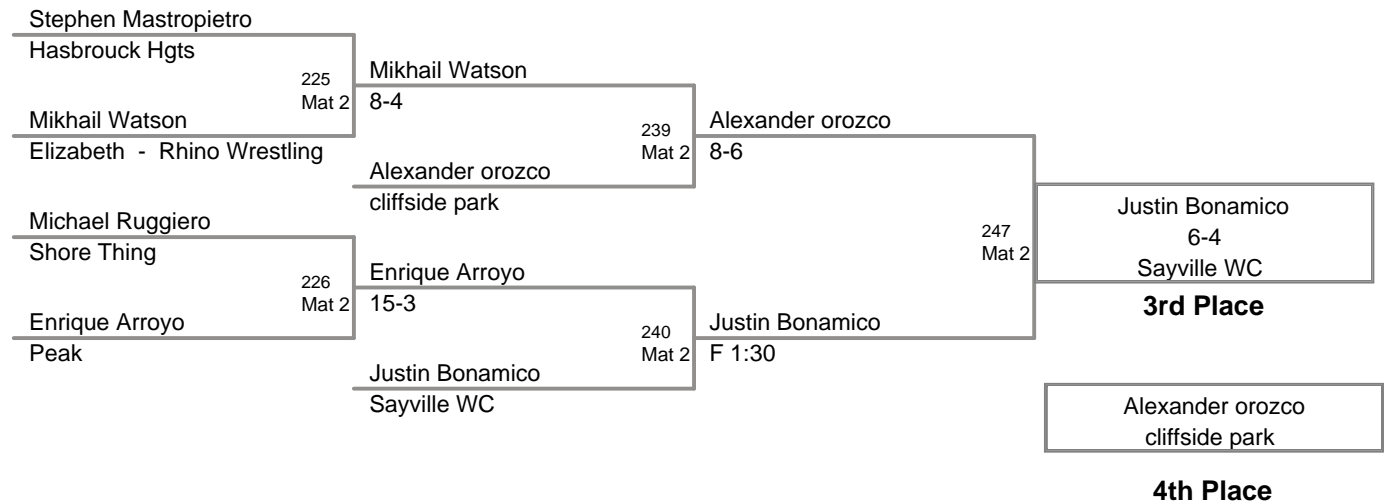 Stephen Mastropietro
Hasbrouck Hgts
225
Mat 2
Mikhail Watson
8-4
Mikhail Watson
Elizabeth - Rhino Wrestling
239
Mat 2
Alexander orozco
8-6
Alexander orozco
cliffside park
Michael Ruggiero
Shore Thing
226
Mat 2
Enrique Arroyo
15-3
Enrique Arroyo
Peak
240
Mat 2
Justin Bonamico
F 1:30
Justin Bonamico
Sayville WC
247
Mat 2
Justin Bonamico
6-4
Sayville WC
3rd Place
Alexander orozco
cliffside park
4th Place